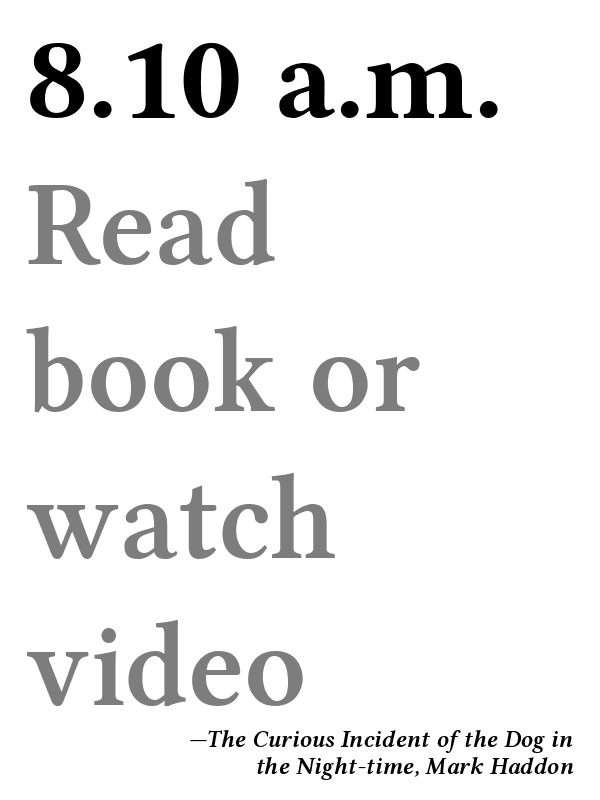 8.10 a.m.
Read
book or
watch
video
—The Curious Incident of the Dog in
the Night-time, Mark Haddon